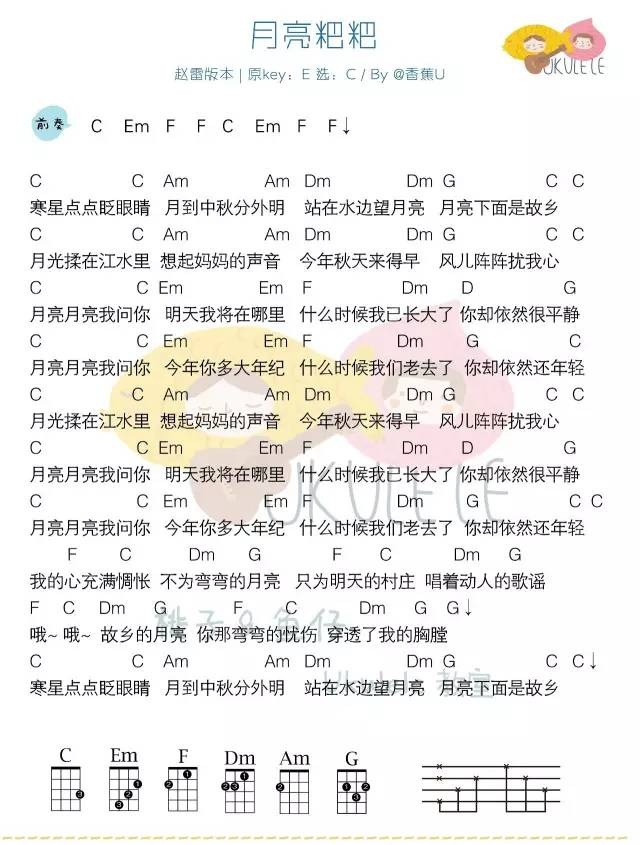 月亮粑粑
UKULELE
赵雷版本 | 原key：E 选：C / By @香蕉U
前奏 C Em F F C Em F F↓
C C Am Am Dm Dm G C C
寒星点点眨眼睛 月到中秋分外明 站在水边望月亮 月亮下面是故乡
C C Am Am Dm Dm G C C
月光揉在江水里 想起妈妈的声音 今年秋天来得早 风儿阵阵扰我心
C C Em Em F Dm D G
月亮月亮我问你 明天我将在哪里 什么时候我已长大了 你却依然很平静
C C Em Em F Dm G C
月亮月亮我问你 今年你多大年纪 什么时候我们老去了 你却依然还年轻
C C Am Am Dm Dm G C C
月光揉在江水里 想起妈妈的声音 今年秋天来得早 风儿阵阵扰我心
C C Em Em F Dm D G
月亮月亮我问你 明天我将在哪里 什么时候我已长大了 你却依然很平静
UKULELE
C C Em Em F Dm G C C
月亮月亮我问你 今年你多大年纪 什么时候我们老去了 你却依然还年轻
F C Dm G F C Dm G
我的心充满惆怅 不为弯弯的月亮 只为明天的村庄 唱着动人的歌谣
F C Dm G F C G G↓
桃子&鱼仔
哦~ 哦~ 故乡的月亮 你那弯弯的忧伤 穿透了我的胸膛
C C Am Am Dm Dm G C C↓
Ukulele 教室
寒星点点眨眼睛 月到中秋分外明 站在水边望月亮 月亮下面是故乡
C Em F Dm Am G
3 1 2 3 1 2 1 2 3 2 1 2 3